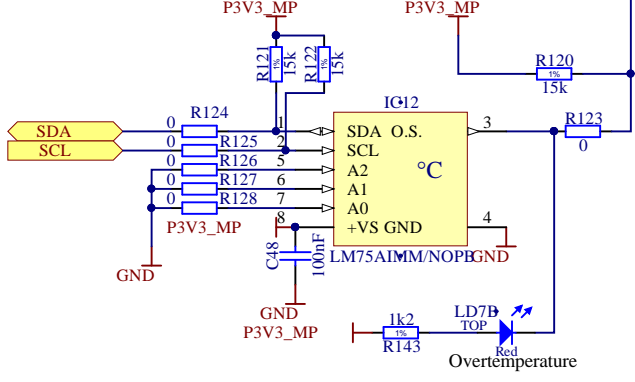 P3V3_MP
P3V3_MP
R121
1%
15k
R122
1%
15k
R120
1%
15k
IC12
0
R124
1
3
R123
0
SDA
SDA
O.S.
SCL
0
R125
2
SCL
0
R126
5
A2
°C
0
R127
6
A1
0
R128
7
A0
P3V3_MP
8
+VS
GND
4
GND
C48
100nF
LM75AIMM/NOPB
GND
GND
P3V3_MP
1k2
1%
R143
LD7B
TOP
Red
Overtemperature